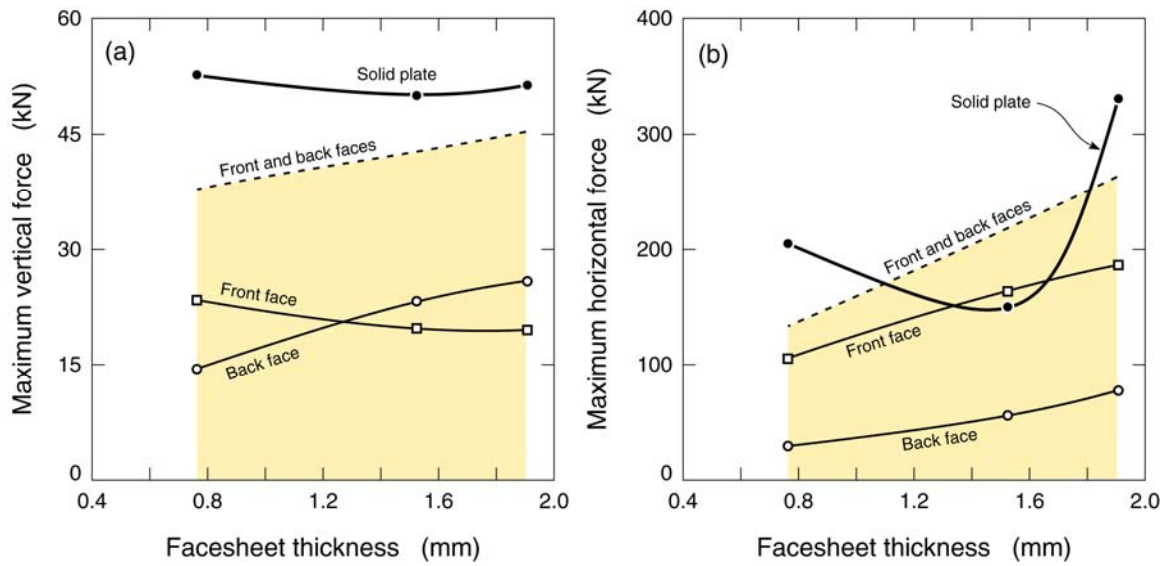 (a)
Maximum vertical force (kN)
60
45
30
15
0
0.4 0.8 1.2 1.6 2.0
Facesheet thickness (mm)
Solid plate
Front and back faces
Front face
Back face
(b)
Maximum horizontal force (kN)
400
300
200
100
0
0.4 0.8 1.2 1.6 2.0
Facesheet thickness (mm)
Solid plate
Front and back faces
Front face
Back face